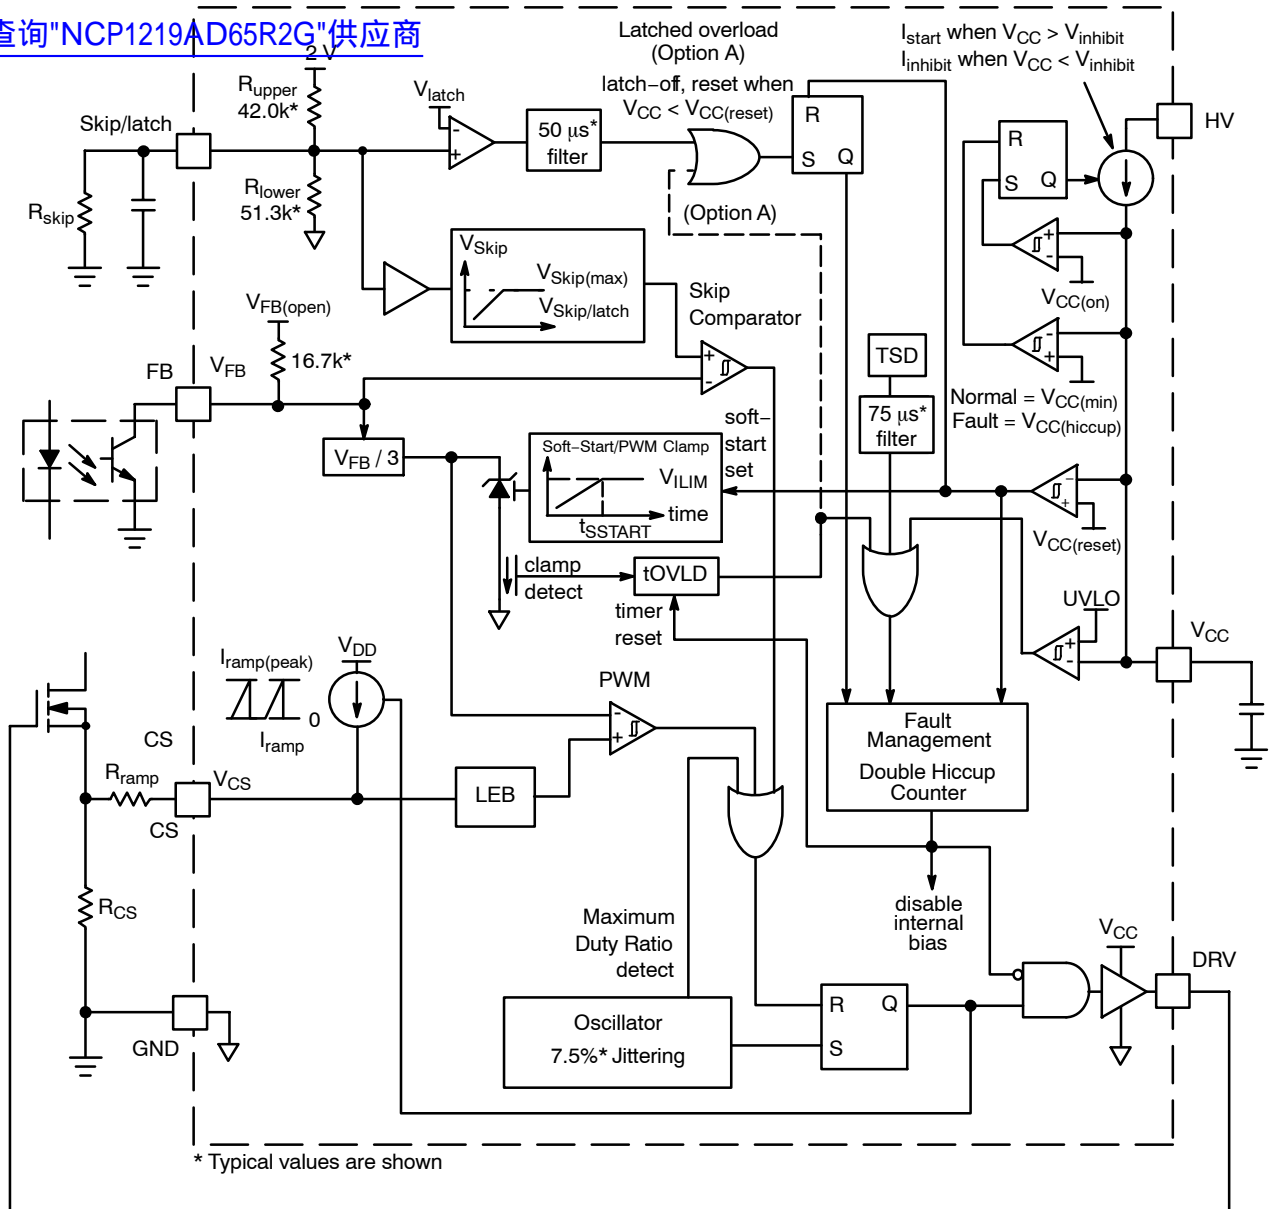 查询"NCP1219AD65R2G"供应商
2 V
Rupper
42.0k*
Skip/latch
Rskip
Rlower
51.3k*
Vlatch
-
+
50 μs*
filter
Latched overload
(Option A)
latch−off, reset when
VCC < VCC(reset)
R
S
Q
(Option A)
Istart when VCC > Vinhibit
Iinhibit when VCC < Vinhibit
HV
R
S
Q
+
-
VCC(on)
-
+
Normal = VCC(min)
Fault = VCC(hiccup)
VSkip
VSkip(max)
VSkip/latch
Skip
Comparator
+
-
VFB(open)
16.7k*
FB
VFB
VFB / 3
TSD
75 μs*
filter
soft−
start
set
Soft−Start/PWM Clamp
VILIM
time
tSSTART
-
+
VCC(reset)
clamp
detect
tOVLD
timer
reset
UVLO
+
-
VCC
VDD
Iramp(peak)
0
Iramp
PWM
-
+
CS
Rramp
VCS
CS
LEB
Fault
Management
Double Hiccup
Counter
RCS
disable
internal
bias
Maximum
Duty Ratio
detect
VCC
DRV
Oscillator
7.5%* Jittering
R
Q
S
GND
* Typical values are shown